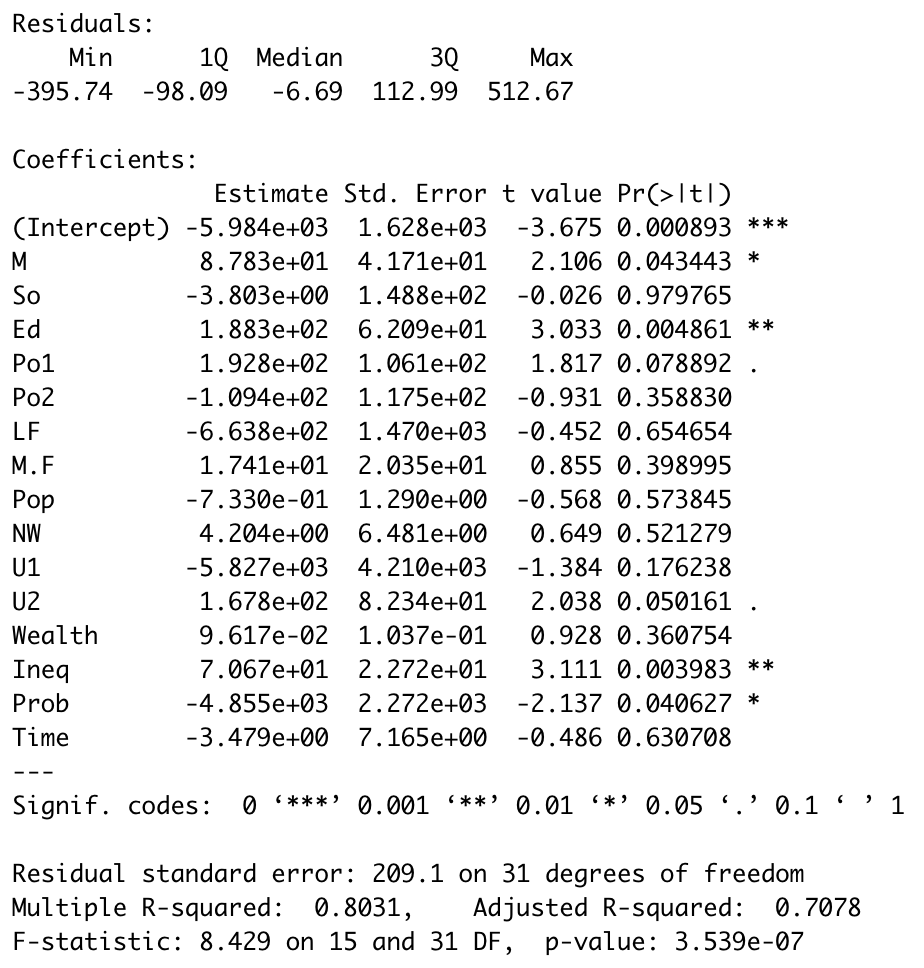 Residuals:
    Min      1Q  Median      3Q     Max
-395.74  -98.09   -6.69  112.99  512.67

Coefficients:
              Estimate Std. Error t value Pr(>|t|)
(Intercept) -5.984e+03  1.628e+03  -3.675 0.000893 ***
M            8.783e+01  4.171e+01   2.106 0.043443 *
So          -3.803e+00  1.488e+02  -0.026 0.979765
Ed           1.883e+02  6.209e+01   3.033 0.004861 **
Po1          1.928e+02  1.061e+02   1.817 0.078892 .
Po2         -1.094e+02  1.175e+02  -0.931 0.358830
LF          -6.638e+02  1.470e+03  -0.452 0.654654
M.F          1.741e+01  2.035e+01   0.855 0.398995
Pop         -7.330e-01  1.290e+00  -0.568 0.573845
NW           4.204e+00  6.481e+00   0.649 0.521279
U1          -5.827e+03  4.210e+03  -1.384 0.176238
U2           1.678e+02  8.234e+01   2.038 0.050161 .
Wealth       9.617e-02  1.037e-01   0.928 0.360754
Ineq         7.067e+01  2.272e+01   3.111 0.003983 **
Prob        -4.855e+03  2.272e+03  -2.137 0.040627 *
Time        -3.479e+00  7.165e+00  -0.486 0.630708
---
Signif. codes:  0 ‘***’ 0.001 ‘**’ 0.01 ‘*’ 0.05 ‘.’ 0.1 ‘ ’ 1

Residual standard error: 209.1 on 31 degrees of freedom
Multiple R-squared:  0.8031,	Adjusted R-squared:  0.7078
F-statistic: 8.429 on 15 and 31 DF,  p-value: 3.539e-07